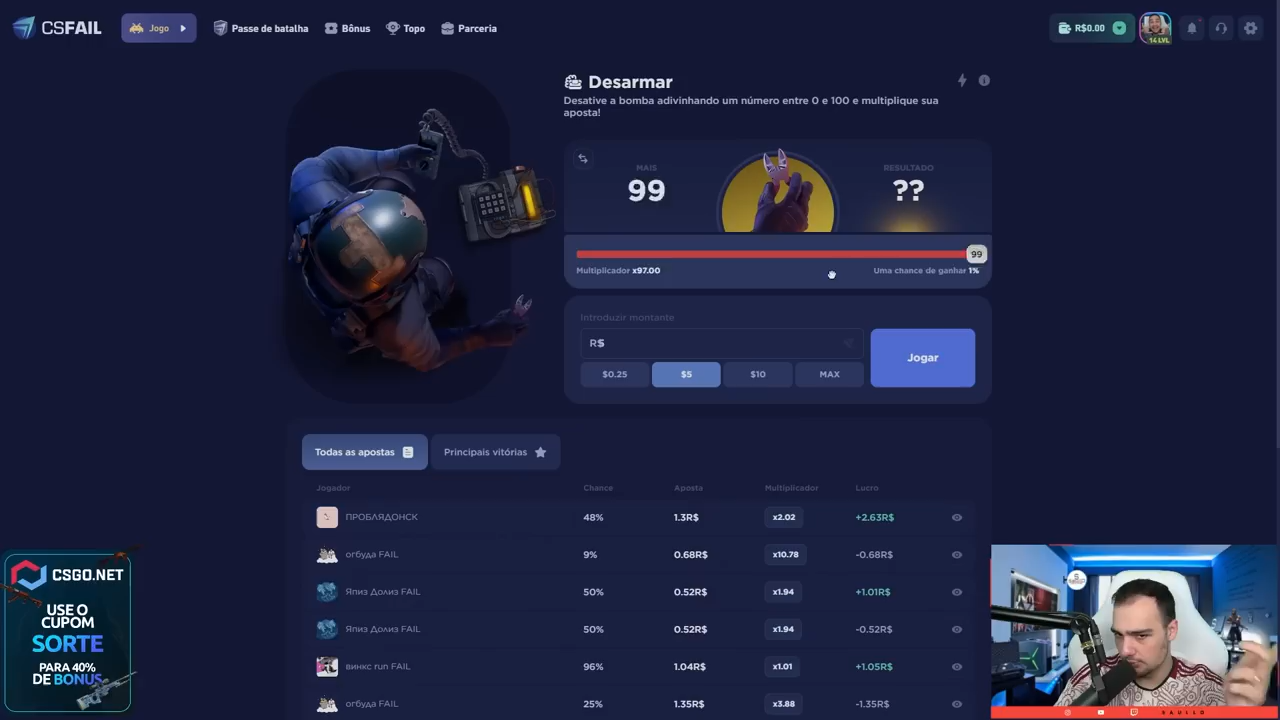 CSFAIL
Jogo
Passe de batalha
Bônus
Topo
Parceria
R$0.00
14 LVL
Desarmar
Desative a bomba adivinhando um número entre 0 e 100 e multiplique sua
aposta!
MAIS
99
RESULTADO
??
99
Multiplicador x97.00
Uma chance de ganhar 1%
Introduzir montante
R$
Jogar
$0.25
$5
$10
MAX
Todas as apostas
Principais vitórias
Jogador
Chance
Aposta
Multiplicador
Lucro
ПРОБЛЯДОНСК
48%
1.3R$
x2.02
+2.63R$
огбуда FAIL
9%
0.68R$
x10.78
-0.68R$
Япиз Долиз FAIL
50%
0.52R$
x1.94
+1.01R$
Япиз Долиз FAIL
50%
0.52R$
x1.94
-0.52R$
винкс run FAIL
96%
1.04R$
x1.01
+1.05R$
огбуда FAIL
25%
1.35R$
x3.88
-1.35R$
CSGO.NET
USE O
CUPOM
SORTE
PARA 40%
DE BONUS
SAULLO